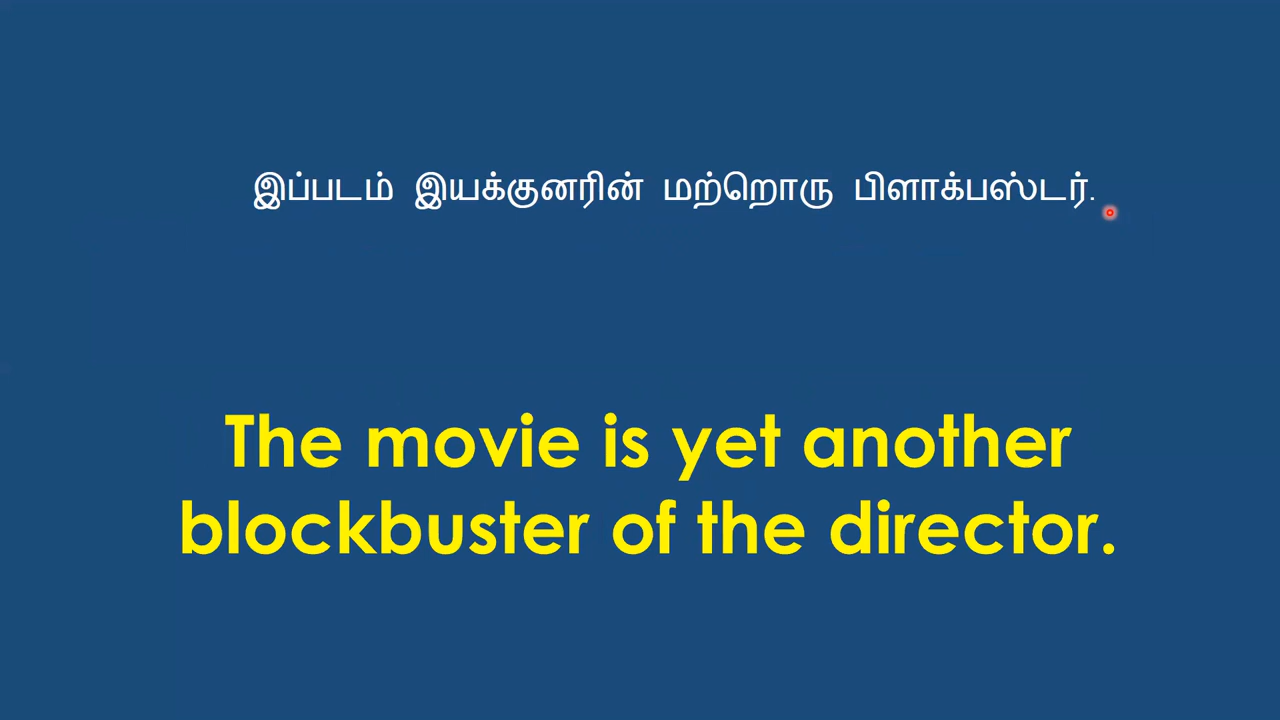 இப்படம் இயக்குனரின் மற்றொரு பிளாக்பஸ்டர்.
The movie is yet another
blockbuster of the director.